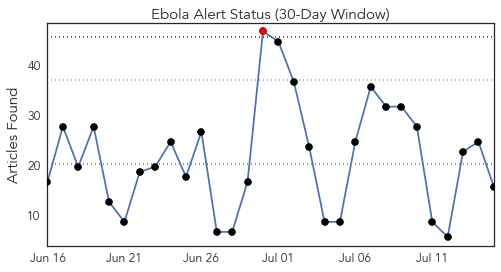 Ebola Alert Status (30-Day Window)
Articles Found
40
30
20
10
Jun 16 Jun 21 Jun 26 Jul 01 Jul 06 Jul 11